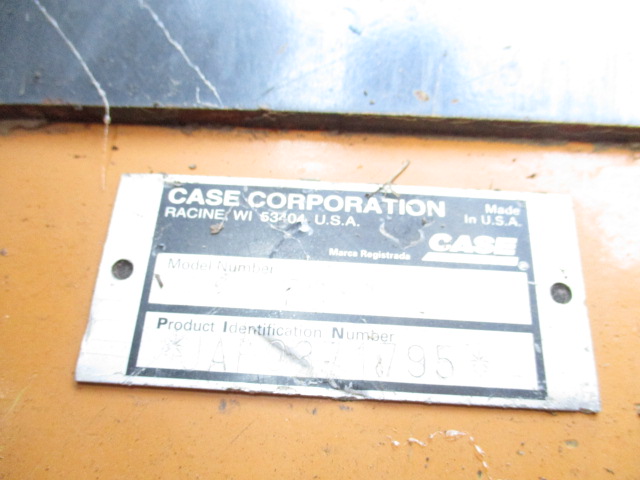 CASE CORPORATION
RACINE, WI 53404 U.S.A.
Made
in U.S.A.
CASE
Marca Registrada
Model Number
Product Identification Number